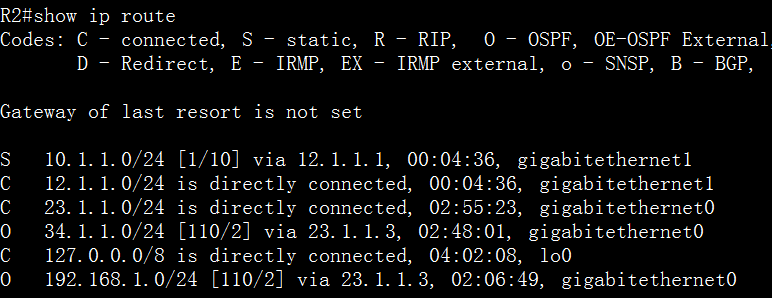 R2#show ip route
Codes: C - connected, S - static, R - RIP,  O - OSPF, OE-OSPF External,
       D - Redirect, E - IRMP, EX - IRMP external, o - SNSP, B - BGP,
Gateway of last resort is not set
S   10.1.1.0/24 [1/10] via 12.1.1.1, 00:04:36, gigabitethernet1
C   12.1.1.0/24 is directly connected, 00:04:36, gigabitethernet1
C   23.1.1.0/24 is directly connected, 02:55:23, gigabitethernet0
O   34.1.1.0/24 [110/2] via 23.1.1.3, 02:48:01, gigabitethernet0
C   127.0.0.0/8 is directly connected, 04:02:08, lo0
O   192.168.1.0/24 [110/2] via 23.1.1.3, 02:06:49, gigabitethernet0